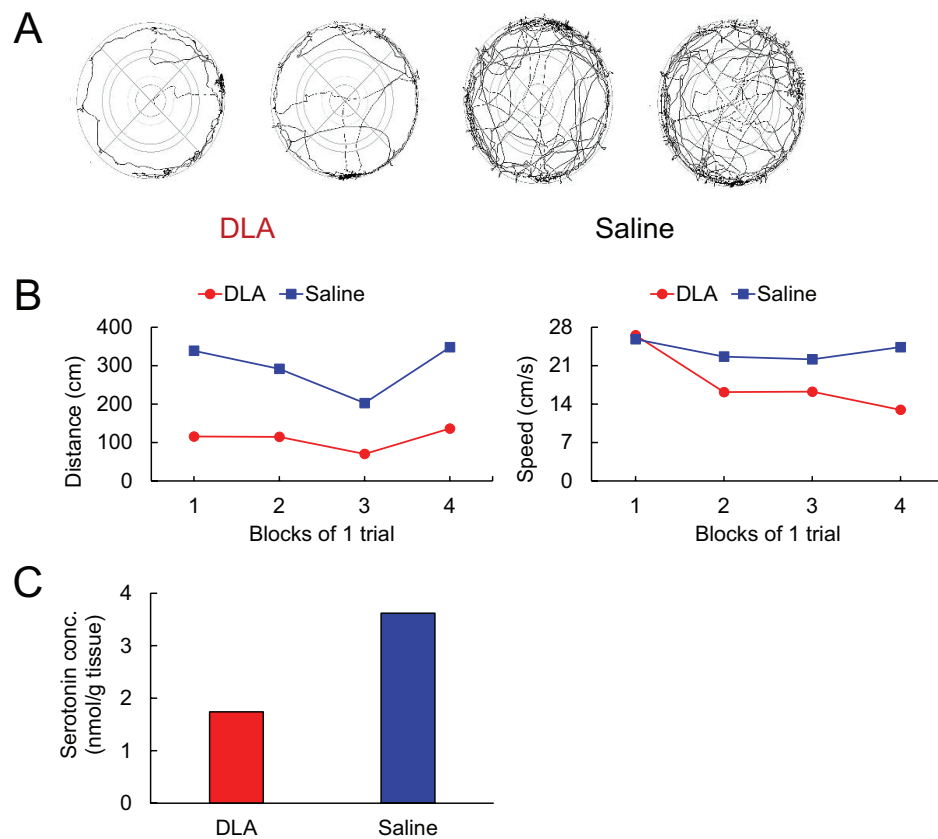 A
DLA
Saline
B
DLA Saline
400
300
200
100
0
Distance (cm)
1 2 3 4
Blocks of 1 trial
DLA Saline
28
21
14
7
0
Speed (cm/s)
1 2 3 4
Blocks of 1 trial
C
4
3
2
1
0
Serotonin conc.
(nmol/g tissue)
DLA Saline